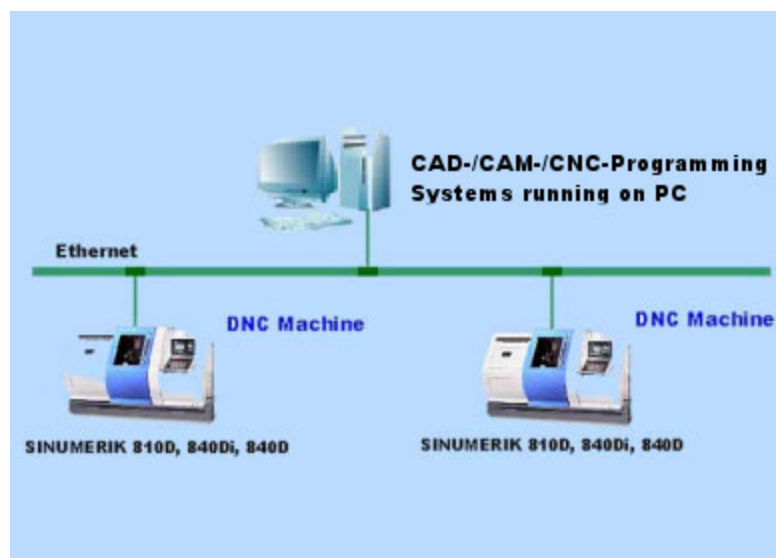 CAD-/CAM-/CNC-Programming
Systems running on PC
Ethernet
DNC Machine
DNC Machine
SINUMERIK 810D, 840Di, 840D
SINUMERIK 810D, 840Di, 840D